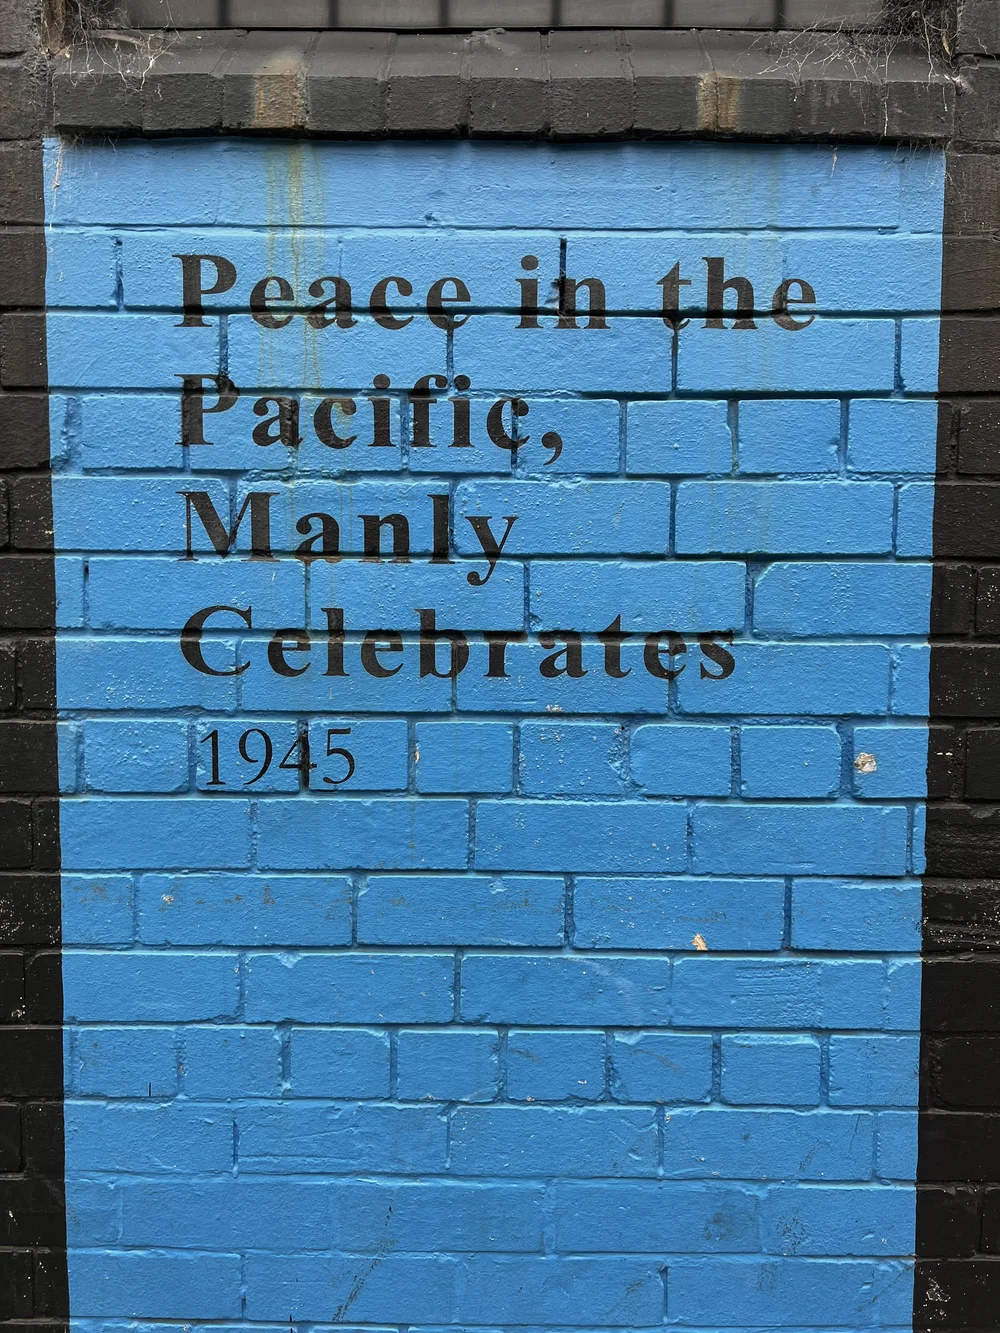 Peace in the
Pacific,
Manly
Celebrates
1945